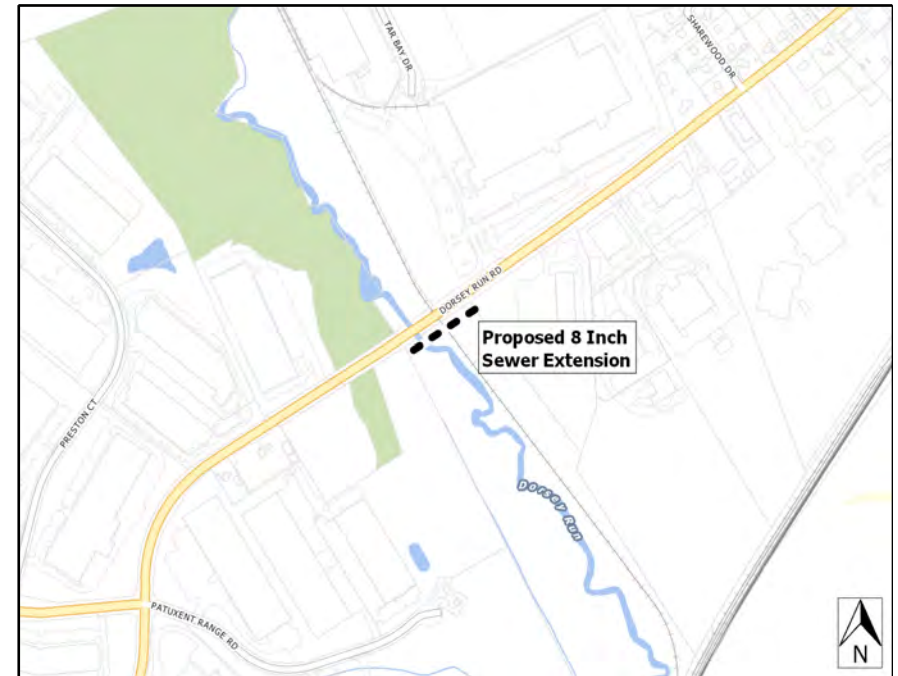 TAR BAY DR
SHAREWOOD DR
DORSEY RUN RD
Proposed 8 Inch
Sewer Extension
PRESTON CT
Dorsey Run
PATUXENT RANGE RD
N